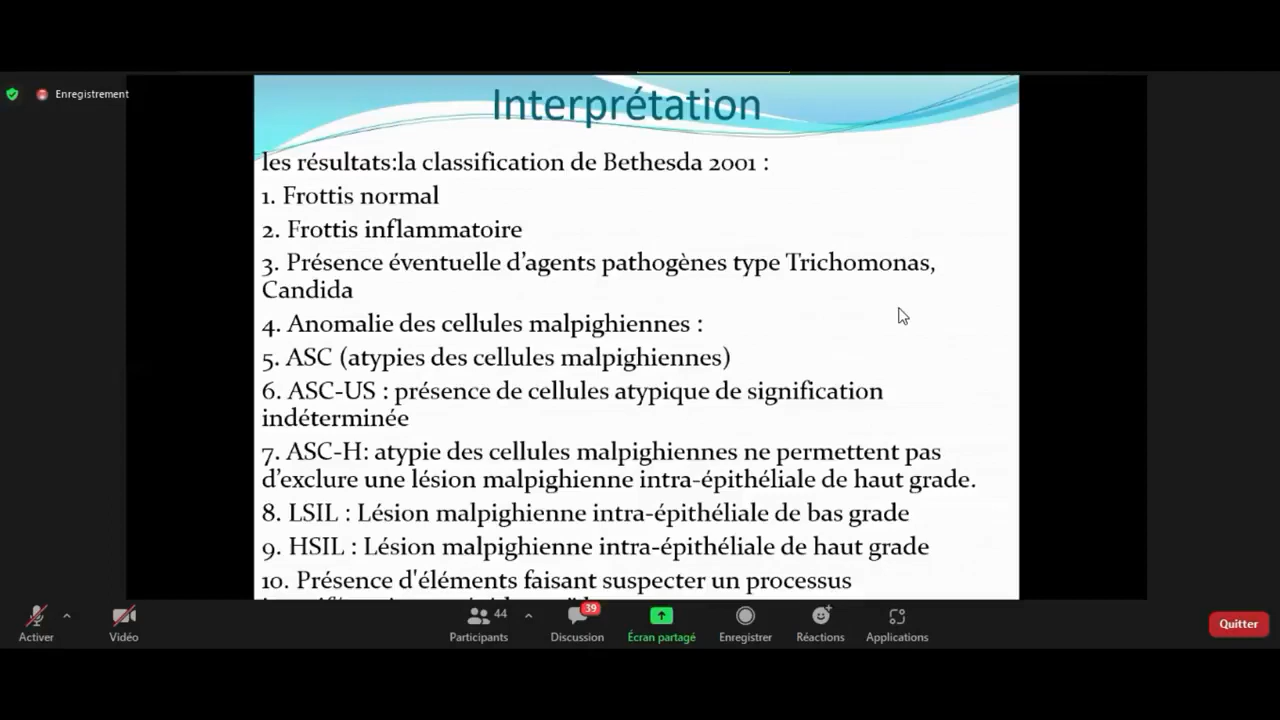 Enregistrement
Interprétation
les résultats:la classification de Bethesda 2001 :
1. Frottis normal
2. Frottis inflammatoire
3. Présence éventuelle d’agents pathogènes type Trichomonas,
Candida
4. Anomalie des cellules malpighiennes :
5. ASC (atypies des cellules malpighiennes)
6. ASC-US : présence de cellules atypique de signification
indéterminée
7. ASC-H: atypie des cellules malpighiennes ne permettent pas
d’exclure une lésion malpighienne intra-épithéliale de haut grade.
8. LSIL : Lésion malpighienne intra-épithéliale de bas grade
9. HSIL : Lésion malpighienne intra-épithéliale de haut grade
10. Présence d'éléments faisant suspecter un processus
44 39
Activer Vidéo Participants Discussion Écran partagé Enregistrer Réactions Applications Quitter